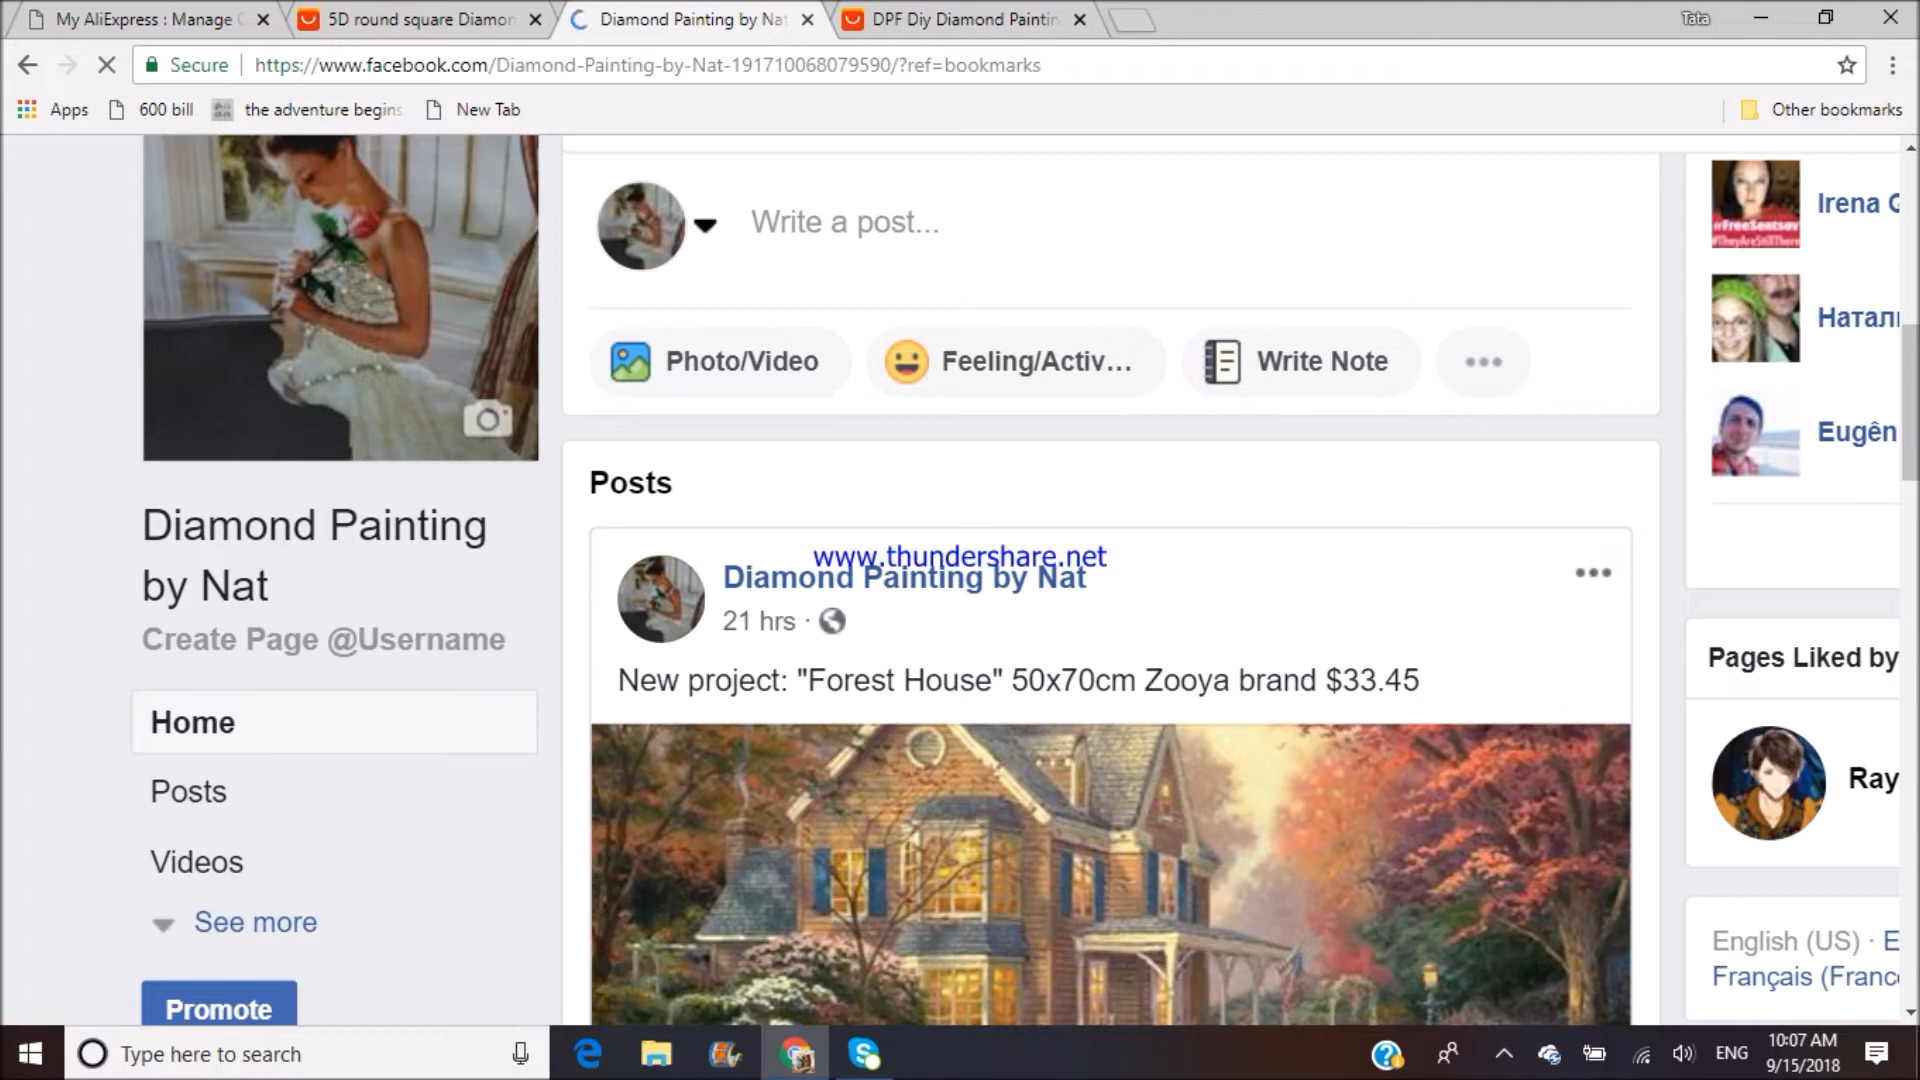 My AliExpress : Manage
5D round square Diamon
Diamond Painting by Nat
DPF Diy Diamond Paintin
Tata
Secure
https://www.facebook.com/Diamond-Painting-by-Nat-191710068079590/?ref=bookmarks
Apps
600 bill
the adventure begins
New Tab
Other bookmarks
Write a post...
Photo/Video
Feeling/Activ...
Write Note
Posts
www.thundershare.net
Diamond Painting by Nat
21 hrs ·
New project: "Forest House" 50x70cm Zooya brand $33.45
Diamond Painting
by Nat
Create Page @Username
Home
Posts
Videos
See more
Promote
#FreeSentsov
#TheyAreStillThere
Irena
Натал
Eugên
Pages Liked by
Ray
English (US) · E
Français (France
Type here to search
ENG
10:07 AM
9/15/2018